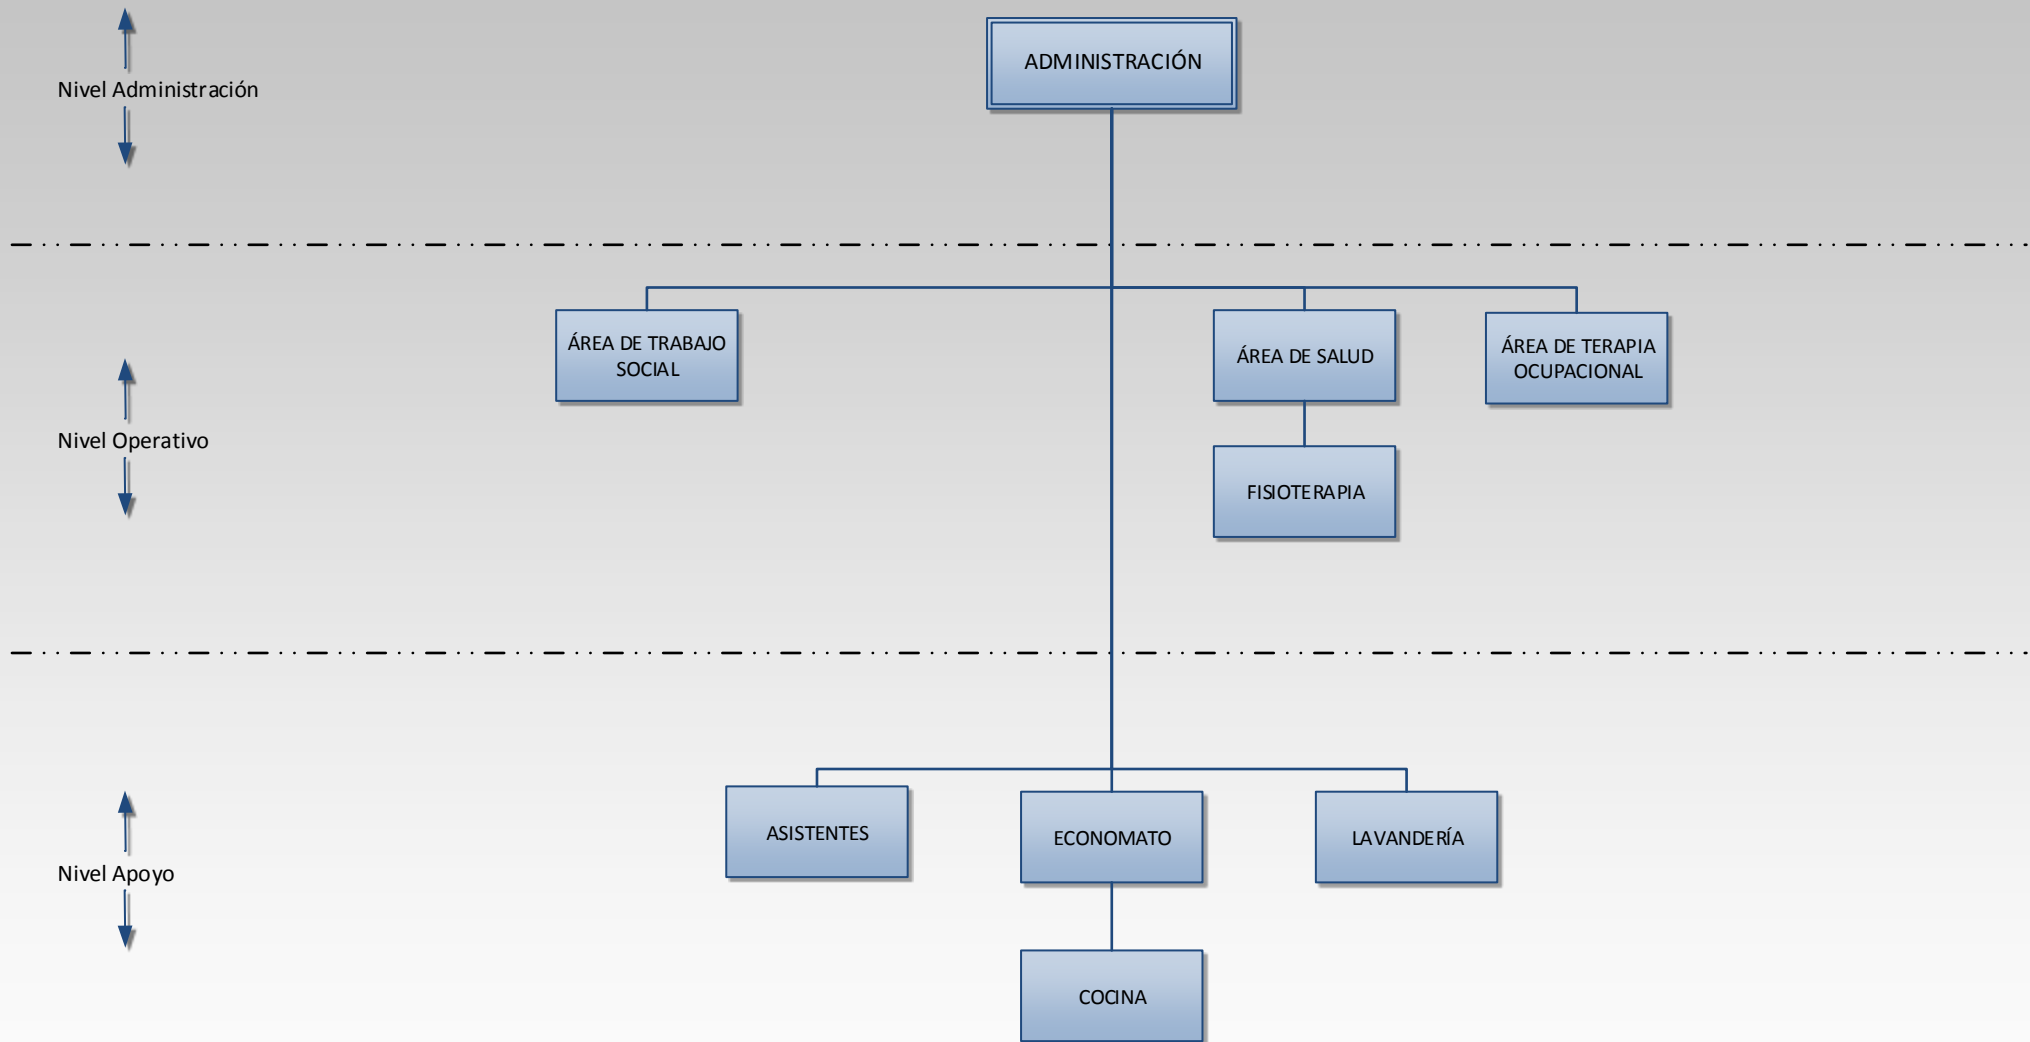 Nivel Administración
ADMINISTRACIÓN
Nivel Operativo
ÁREA DE TRABAJO
SOCIAL
ÁREA DE SALUD
ÁREA DE TERAPIA
OCUPACIONAL
FISIOTERAPIA
Nivel Apoyo
ASISTENTES
ECONOMATO
LAVANDERÍA
COCINA